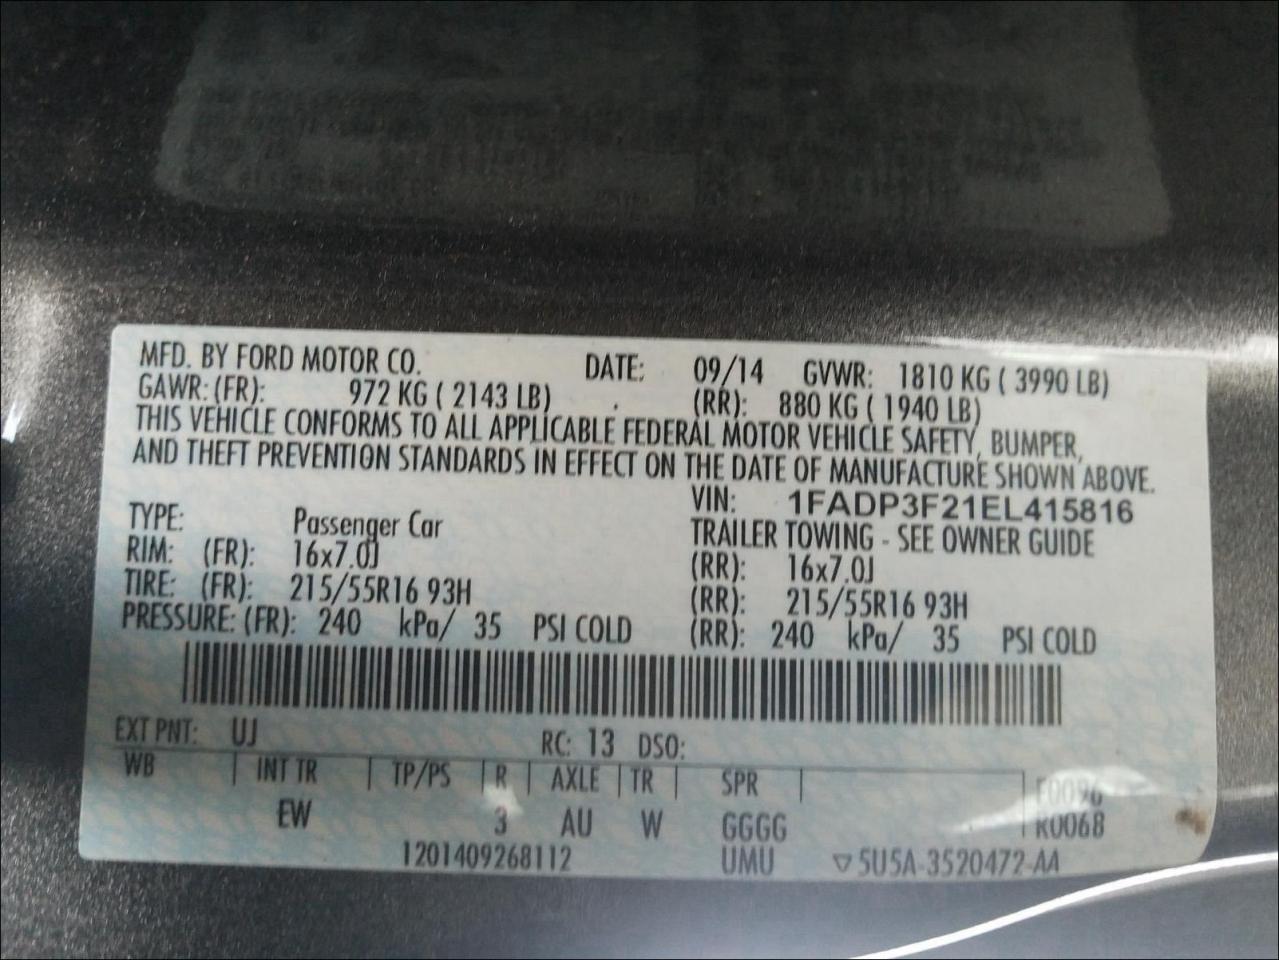 MFD. BY FORD MOTOR CO. DATE: 09/14 GVWR: 1810 KG ( 3990 LB)
GAWR: (FR): 972 KG ( 2143 LB) (RR): 880 KG ( 1940 LB)
THIS VEHICLE CONFORMS TO ALL APPLICABLE FEDERAL MOTOR VEHICLE SAFETY, BUMPER,
AND THEFT PREVENTION STANDARDS IN EFFECT ON THE DATE OF MANUFACTURE SHOWN ABOVE.
VIN: 1FADP3F21EL415816
TYPE: Passenger Car TRAILER TOWING - SEE OWNER GUIDE
RIM: (FR): 16x7.0J (RR): 16x7.0J
TIRE: (FR): 215/55R16 93H (RR): 215/55R16 93H
PRESSURE: (FR): 240 kPa/ 35 PSI COLD (RR): 240 kPa/ 35 PSI COLD
EXT PNT: UJ RC: 13 DSO:
WB INT TR TP/PS R AXLE TR SPR
EW 3 AU W GGGG R0068
1201409268112 UMU ▽5U5A-3520472-AA